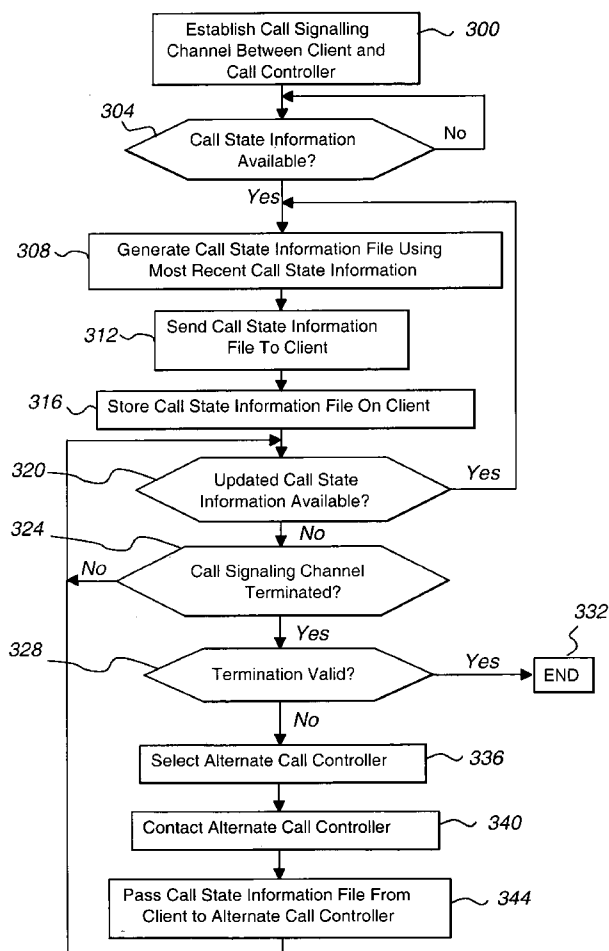 Establish Call Signalling
Channel Between Client and
Call Controller
300
304
Call State Information
Available?
No
Yes
308
Generate Call State Information File Using
Most Recent Call State Information
312
Send Call State Information
File To Client
316
Store Call State Information File On Client
320
Updated Call State
Information Available?
Yes
No
324
Call Signaling Channel
Terminated?
No
Yes
328
Termination Valid?
Yes
332
END
No
Select Alternate Call Controller
336
Contact Alternate Call Controller
340
Pass Call State Information File From
Client to Alternate Call Controller
344